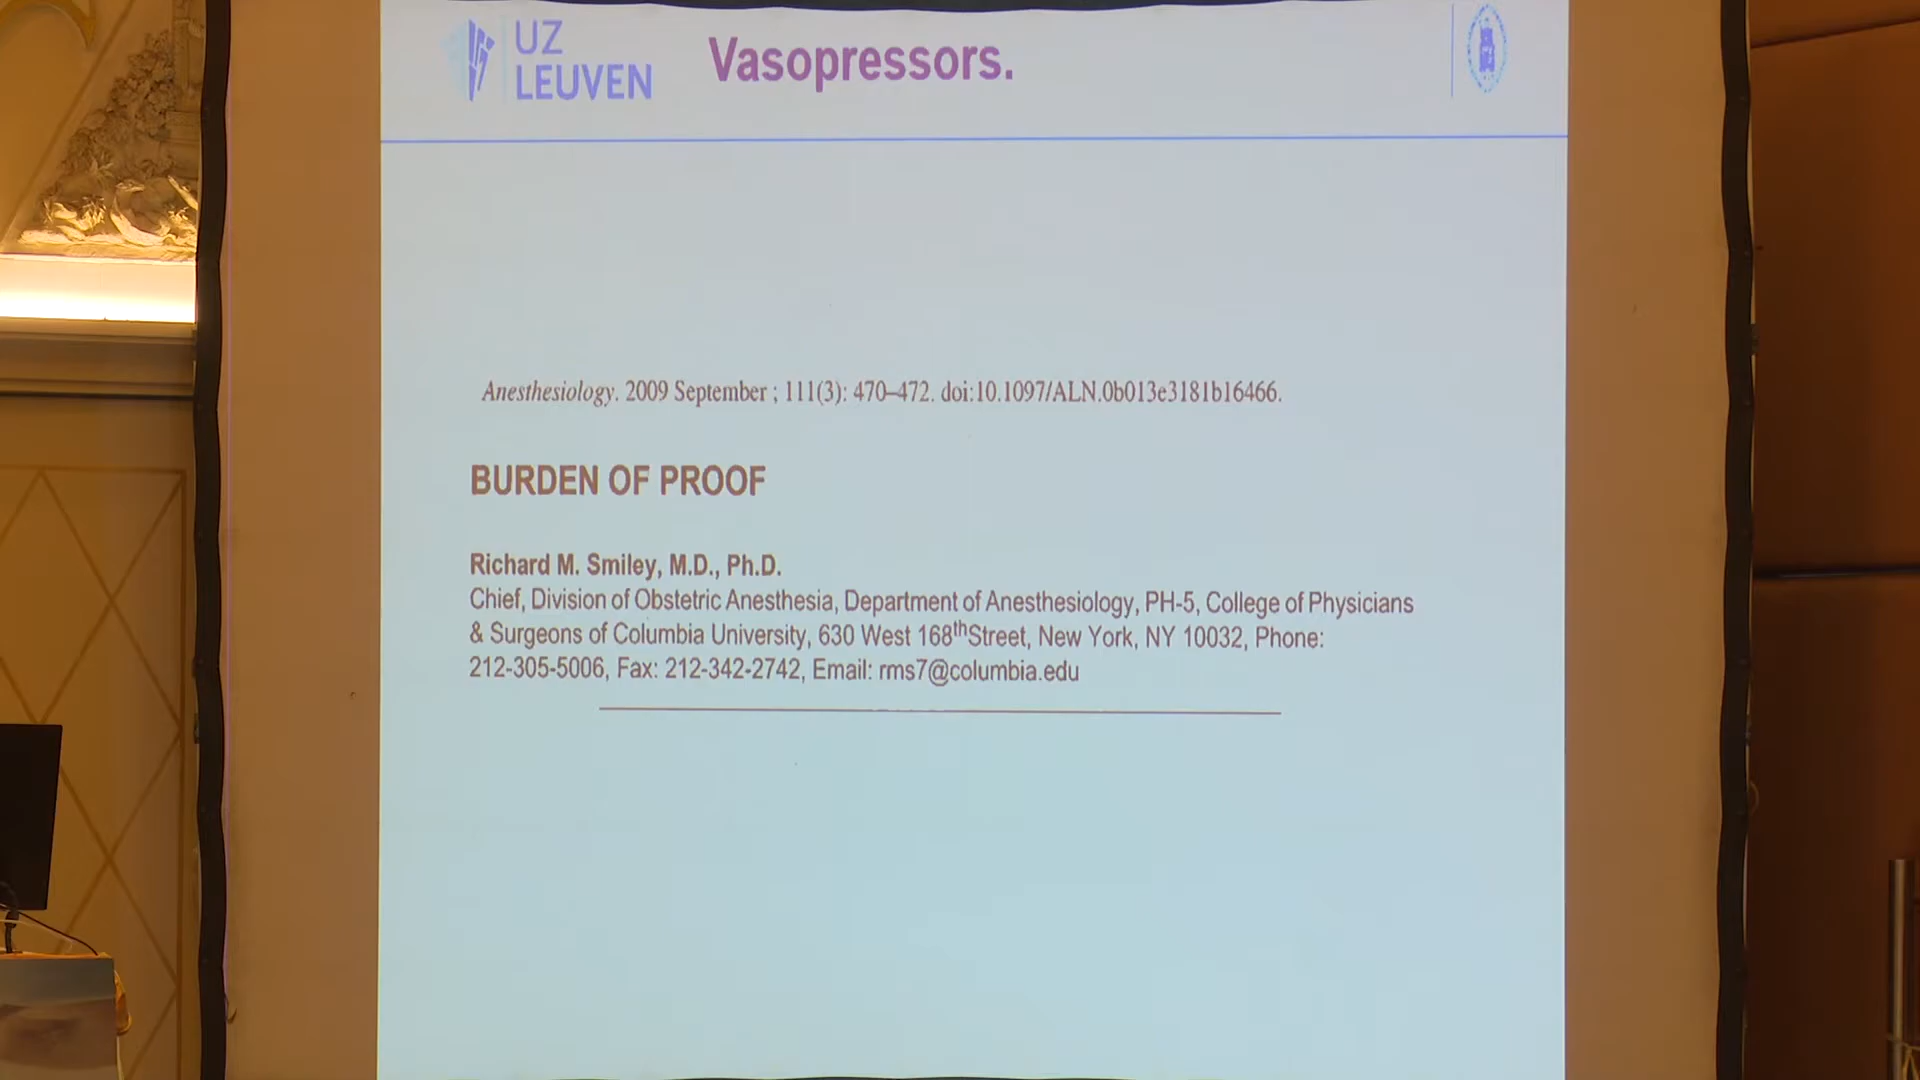 UZ
LEUVEN
Vasopressors.
Anesthesiology. 2009 September ; 111(3): 470–472. doi:10.1097/ALN.0b013e3181b16466.
BURDEN OF PROOF
Richard M. Smiley, M.D., Ph.D.
Chief, Division of Obstetric Anesthesia, Department of Anesthesiology, PH-5, College of Physicians
& Surgeons of Columbia University, 630 West 168thStreet, New York, NY 10032, Phone:
212-305-5006, Fax: 212-342-2742, Email: rms7@columbia.edu